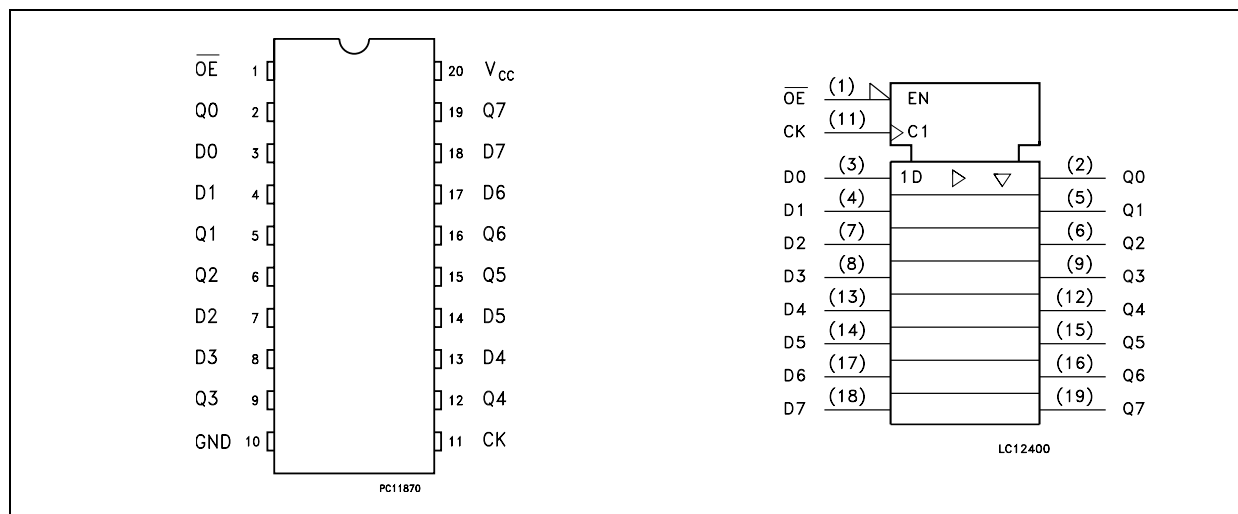 OE 1 20 VCC
Q0 2 19 Q7
D0 3 18 D7
D1 4 17 D6
Q1 5 16 Q6
Q2 6 15 Q5
D2 7 14 D5
D3 8 13 D4
Q3 9 12 Q4
GND 10 11 CK
PC11870
OE (1) EN
CK (11) C1
D0 (3) 1D (2) Q0
D1 (4) (5) Q1
D2 (7) (6) Q2
D3 (8) (9) Q3
D4 (13) (12) Q4
D5 (14) (15) Q5
D6 (17) (16) Q6
D7 (18) (19) Q7
LC12400